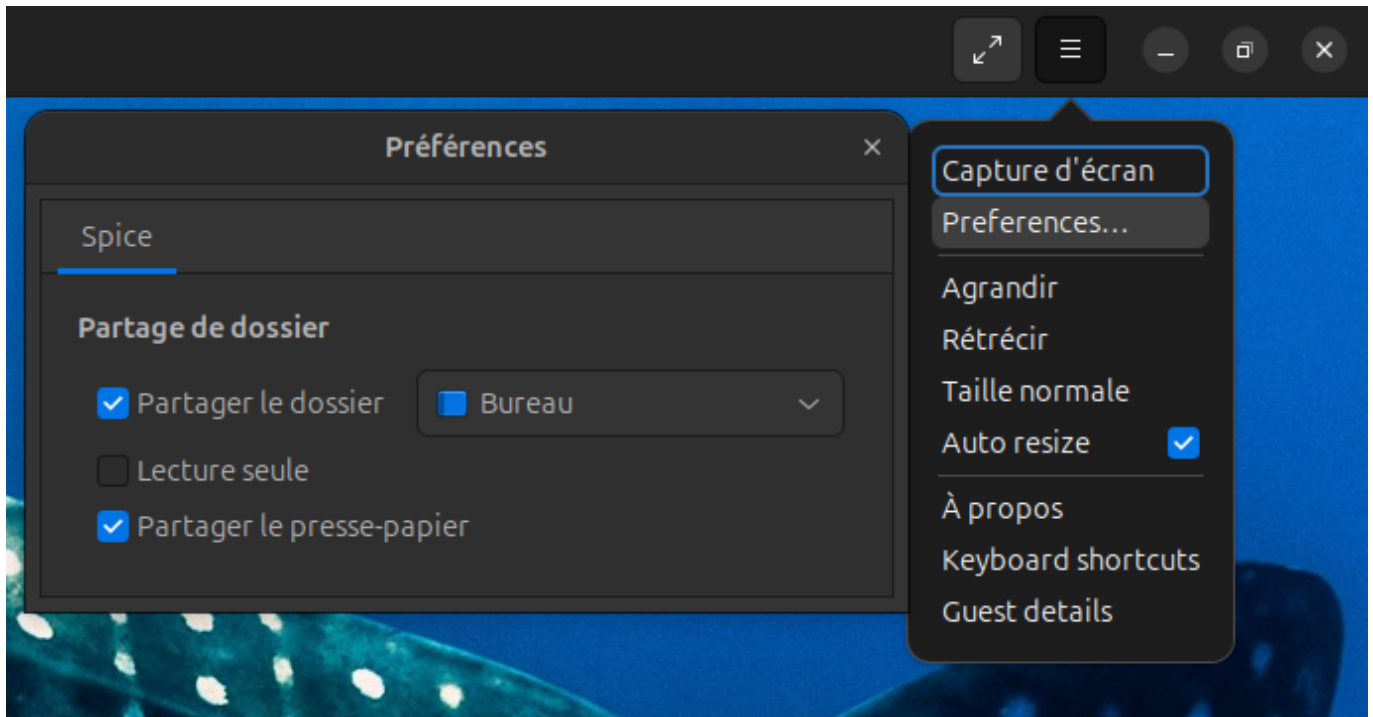 Préférences
Spice
Partage de dossier
Partager le dossier
Bureau
Lecture seule
Partager le presse-papier
Capture d'écran
Preferences...
Agrandir
Rétrécir
Taille normale
Auto resize
À propos
Keyboard shortcuts
Guest details